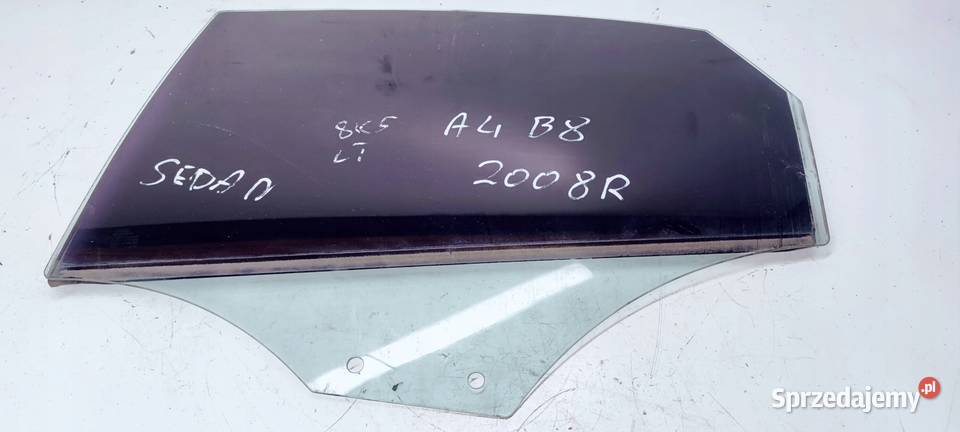 8K5 A4 B8
LT
SEDAN 2008R
Sprzedajemy.pl